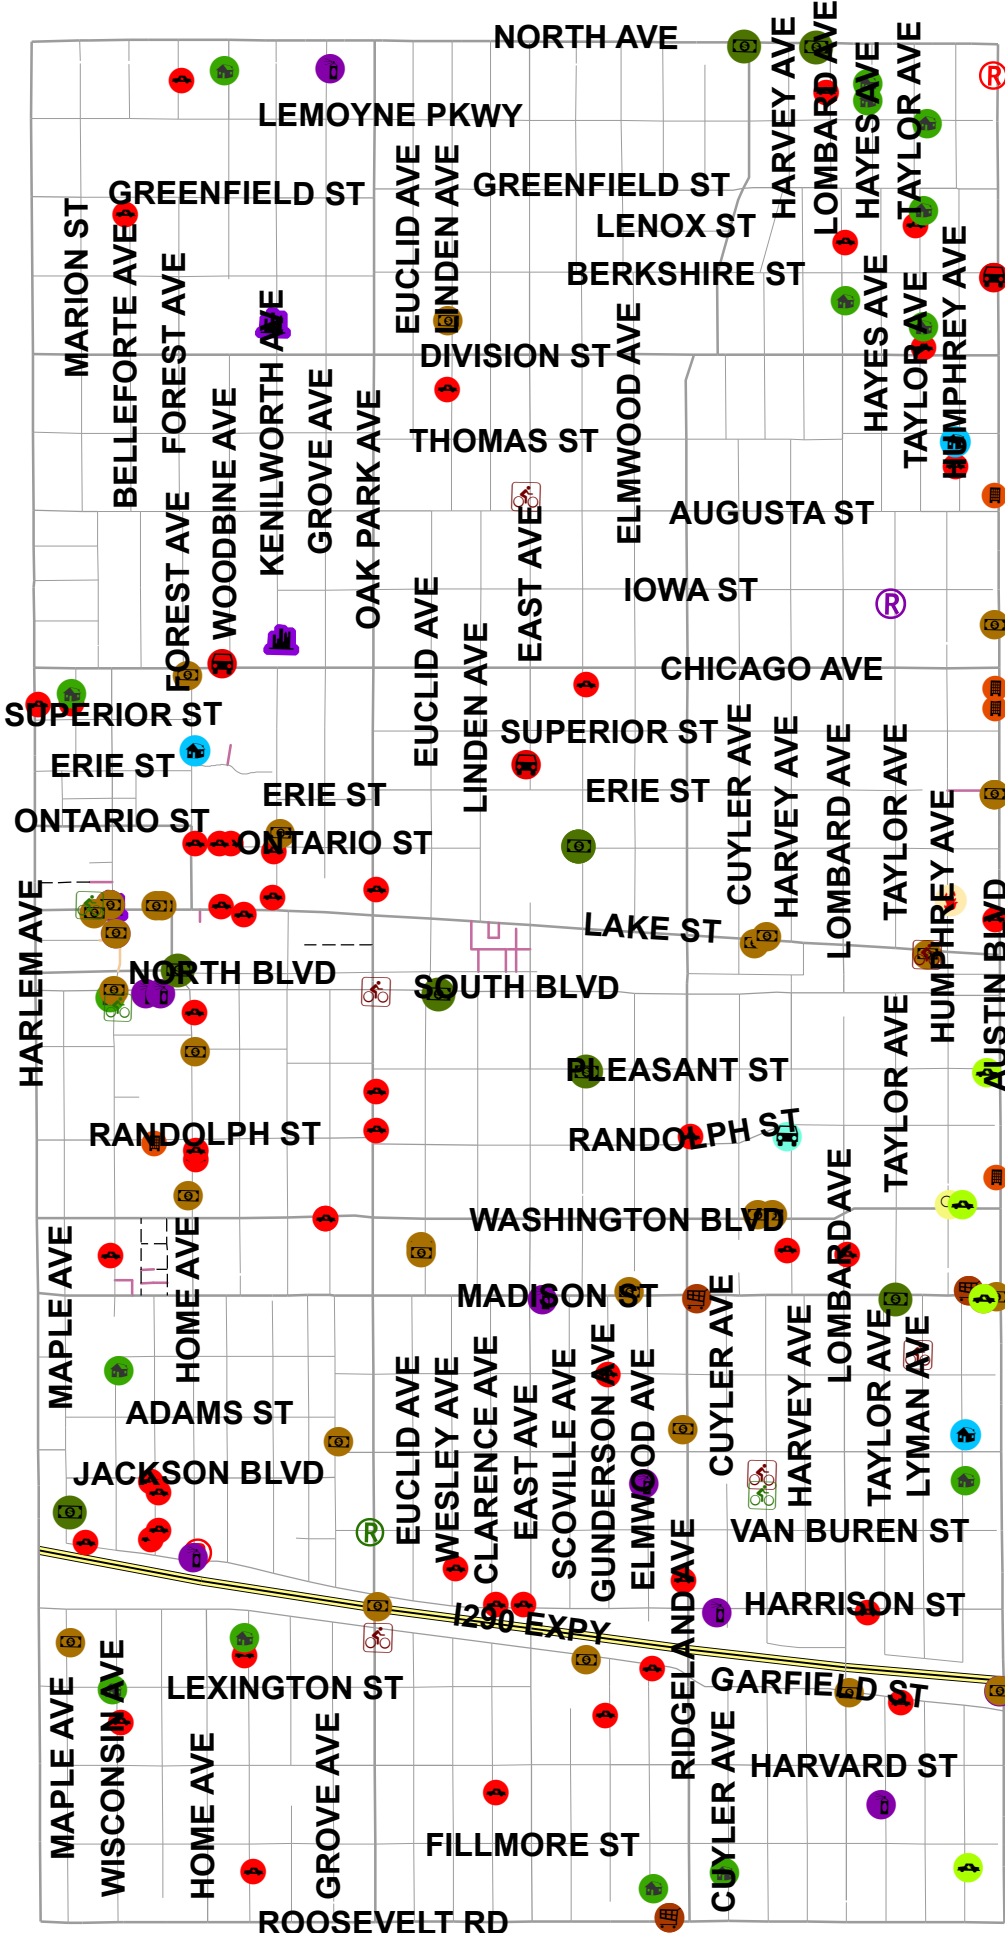 NORTH AVE
HARVEY AVE
LOMBARD AVE
HAYES AVE
TAYLOR AVE
®
LEMOYNE PKWY
GREENFIELD ST
EUCLID AVE
LINDEN AVE
GREENFIELD ST
LENOX ST
BERKSHIRE ST
MARION ST
BELLEFORTE AVE
FOREST AVE
KENILWORTH AVE
HAYES AVE
TAYLOR AVE
HUMPHREY AVE
DIVISION ST
ELMWOOD AVE
WOODBINE AVE
GROVE AVE
OAK PARK AVE
THOMAS ST
AUGUSTA ST
FOREST AVE
EAST AVE
IOWA ST
®
EUCLID AVE
LINDEN AVE
CHICAGO AVE
SUPERIOR ST
SUPERIOR ST
CUYLER AVE
HARVEY AVE
LOMBARD AVE
TAYLOR AVE
ERIE ST
ERIE ST
ERIE ST
ONTARIO ST
ONTARIO ST
HUMPHREY AVE
HARLEM AVE
LAKE ST
AUSTIN BLVD
NORTH BLVD
SOUTH BLVD
PLEASANT ST
TAYLOR AVE
RANDOLPH ST
RANDOLPH ST
WASHINGTON BLVD
LOMBARD AVE
MAPLE AVE
HOME AVE
MADISON ST
CUYLER AVE
HARVEY AVE
TAYLOR AVE
LYMAN AVE
ADAMS ST
EUCLID AVE
WESLEY AVE
CLARENCE AVE
EAST AVE
SCOVILLE AVE
GUNDERSON AVE
ELMWOOD AVE
JACKSON BLVD
®
VAN BUREN ST
RIDGELAND AVE
HARRISON ST
I290 EXPY
LEXINGTON ST
GARFIELD ST
MAPLE AVE
WISCONSIN AVE
HOME AVE
GROVE AVE
CUYLER AVE
HARVARD ST
FILLMORE ST
ROOSEVELT RD